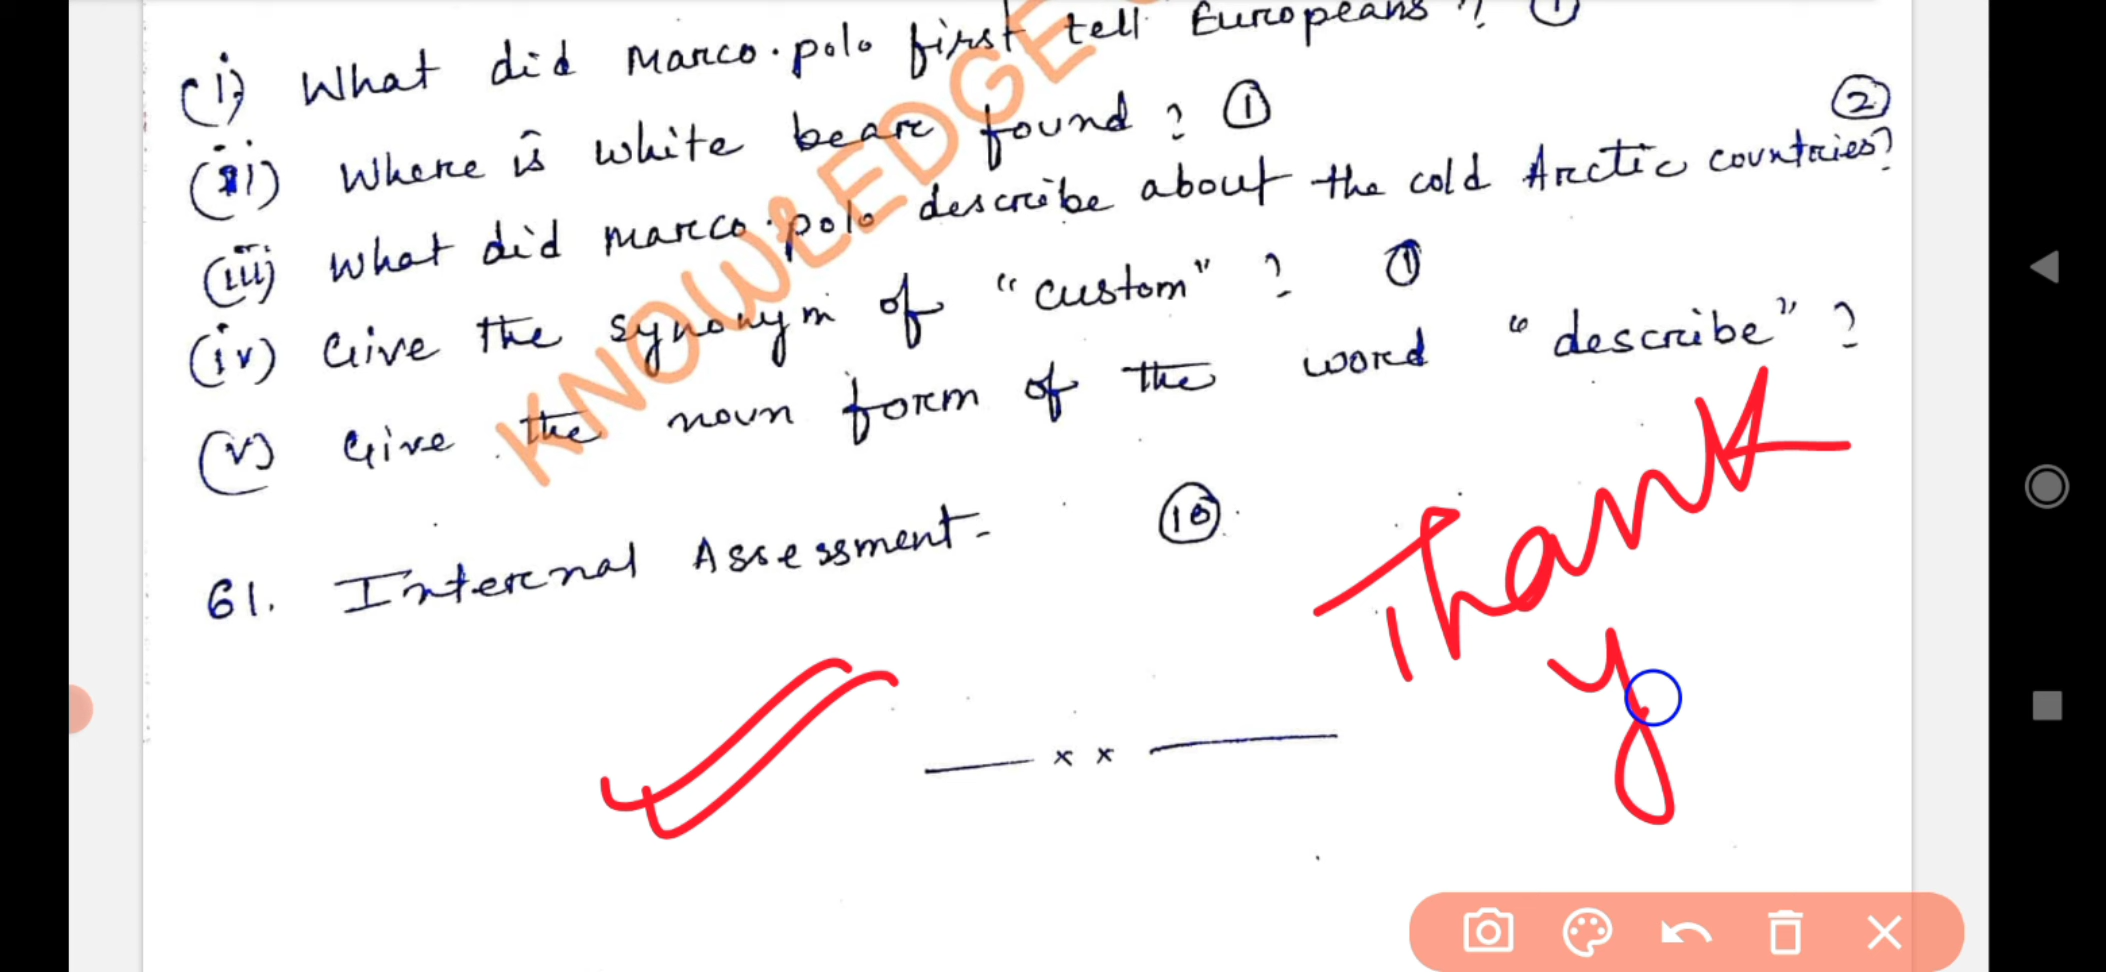 (i) What did Marco·polo first tell Europeans? ①
(ii) Where is white bear found? ①
(iii) What did marco·polo describe about the cold Arctic countries? ②
(iv) Give the synonym of "custom"? ①
(v) Give the noun form of the word "describe"?
61. Internal Assessment- ⑩
KNOWLEDGE
Thank
y
— x x —